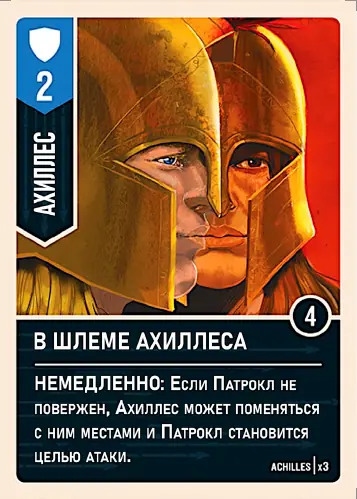 2
АХИЛЛЕС
4
В ШЛЕМЕ АХИЛЛЕСА
НЕМЕДЛЕННО: Если Патрокл не
повержен, Ахиллес может поменяться
с ним местами и Патрокл становится
целью атаки.
ACHILLES | x3